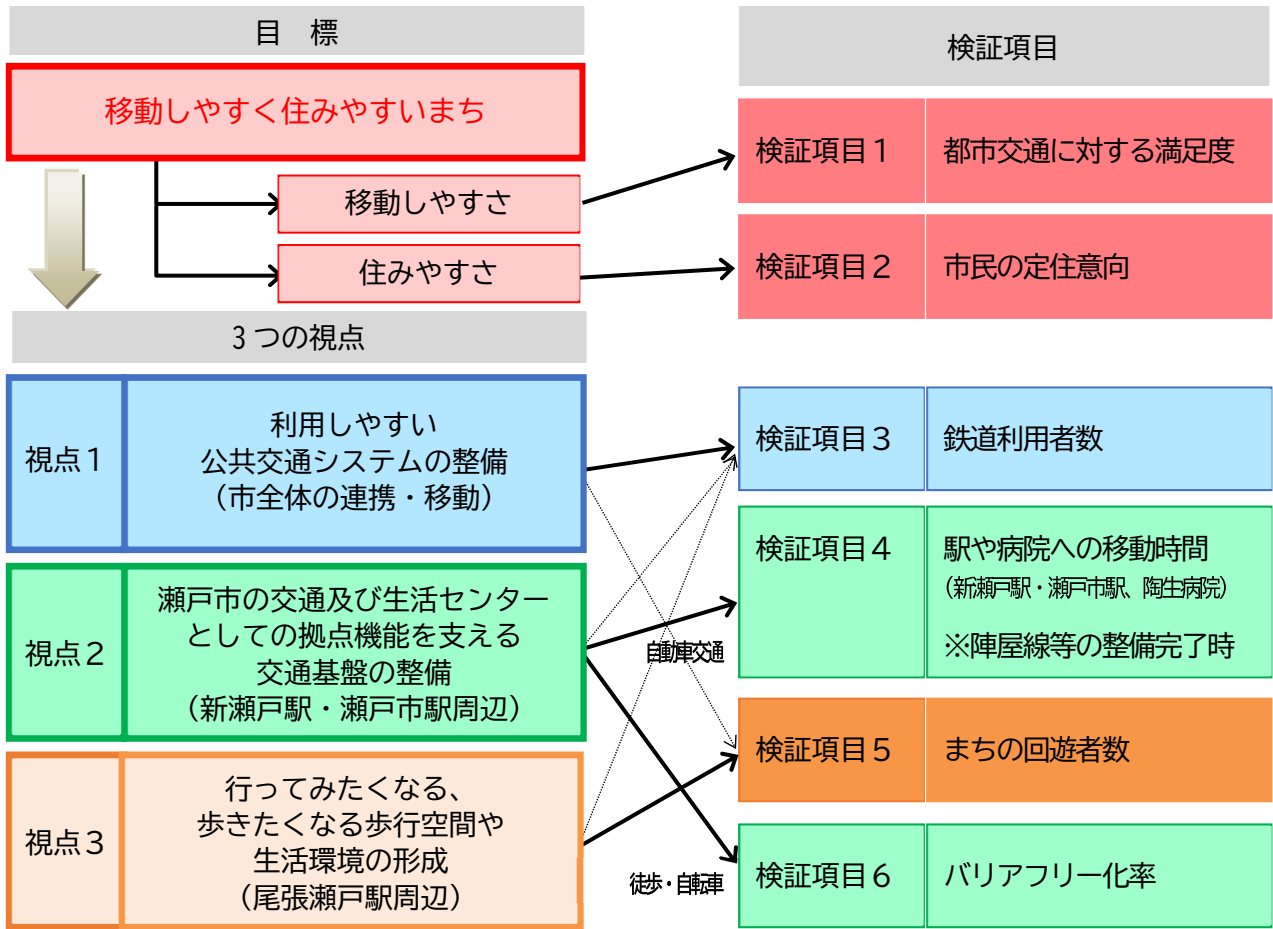 目　標
移動しやすく住みやすいまち
移動しやすさ
住みやすさ
3つの視点
視点1
利用しやすい
公共交通システムの整備
（市全体の連携・移動）
視点2
瀬戸市の交通及び生活センター
としての拠点機能を支える
交通基盤の整備
（新瀬戸駅・瀬戸市駅周辺）
視点3
行ってみたくなる、
歩きたくなる歩行空間や
生活環境の形成
（尾張瀬戸駅周辺）
自動車交通
徒歩・自転車
検証項目
検証項目1
都市交通に対する満足度
検証項目2
市民の定住意向
検証項目3
鉄道利用者数
検証項目4
駅や病院への移動時間
（新瀬戸駅・瀬戸市駅、陶生病院）
※陣屋線等の整備完了時
検証項目5
まちの回遊者数
検証項目6
バリアフリー化率